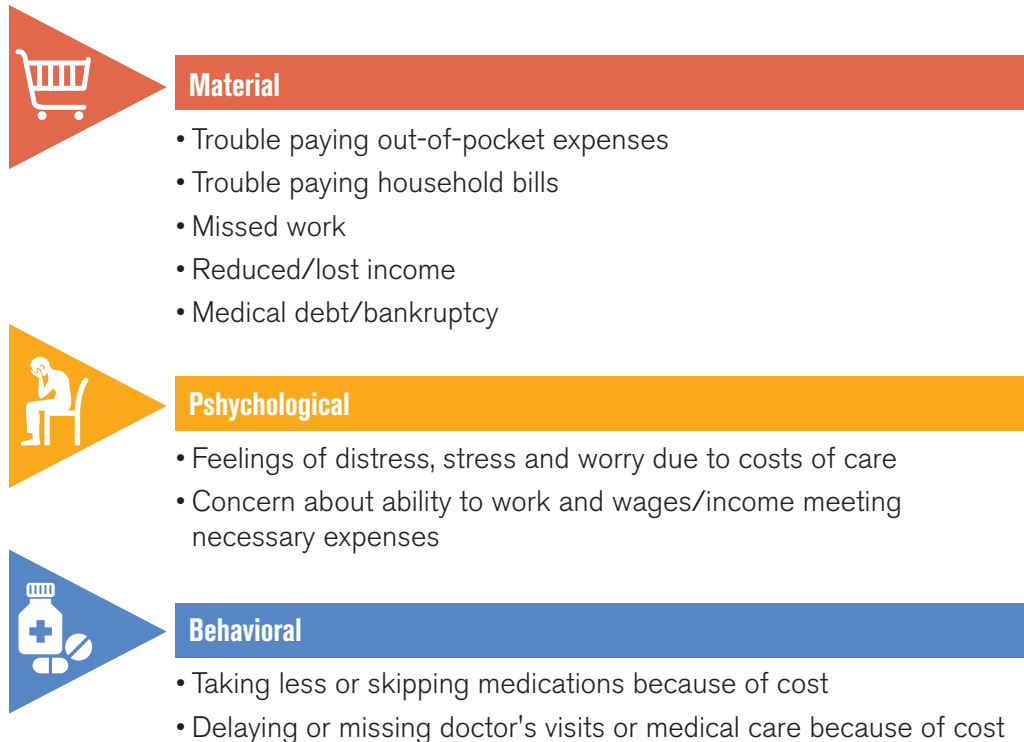 Material
• Trouble paying out-of-pocket expenses
• Trouble paying household bills
• Missed work
• Reduced/lost income
• Medical debt/bankruptcy
Pshychological
• Feelings of distress, stress and worry due to costs of care
• Concern about ability to work and wages/income meeting
necessary expenses
Behavioral
• Taking less or skipping medications because of cost
• Delaying or missing doctor's visits or medical care because of cost